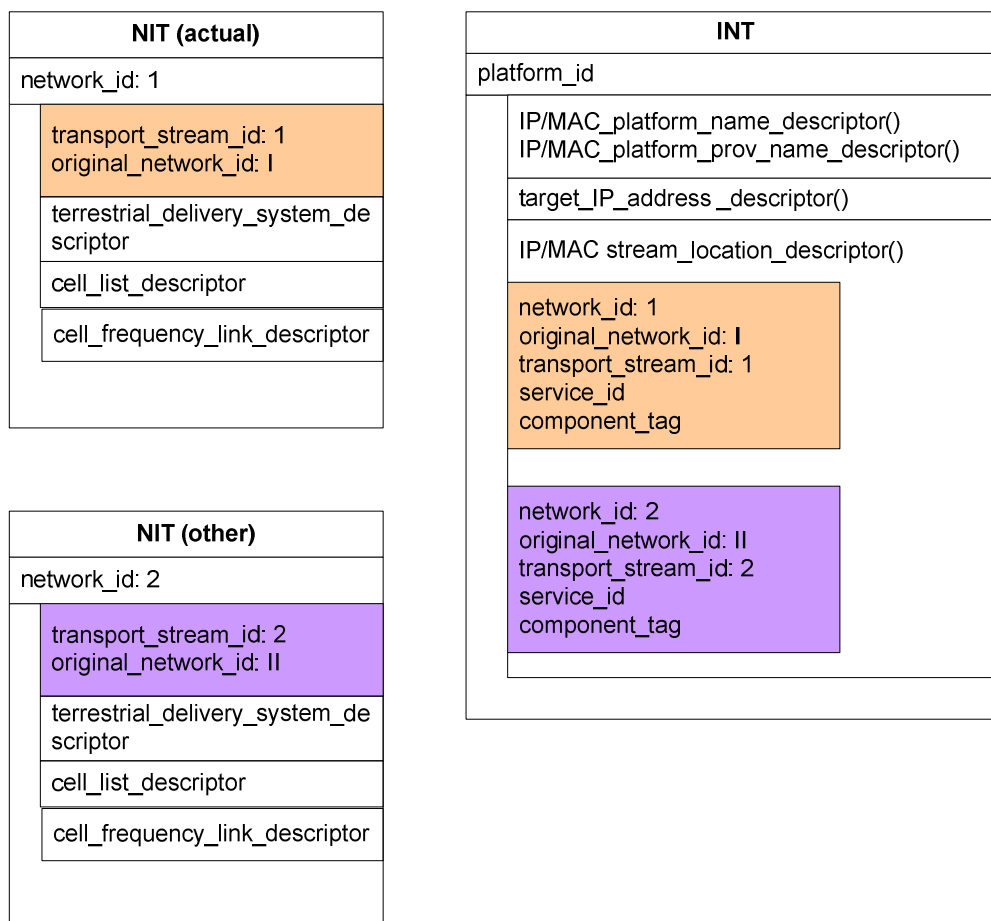 NIT (actual)
network_id: 1
transport_stream_id: 1
original_network_id: I
terrestrial_delivery_system_de
scriptor
cell_list_descriptor
cell_frequency_link_descriptor
NIT (other)
network_id: 2
transport_stream_id: 2
original_network_id: II
terrestrial_delivery_system_de
scriptor
cell_list_descriptor
cell_frequency_link_descriptor
INT
platform_id
IP/MAC_platform_name_descriptor()
IP/MAC_platform_prov_name_descriptor()
target_IP_address _descriptor()
IP/MAC stream_location_descriptor()
network_id: 1
original_network_id: I
transport_stream_id: 1
service_id
component_tag
network_id: 2
original_network_id: II
transport_stream_id: 2
service_id
component_tag